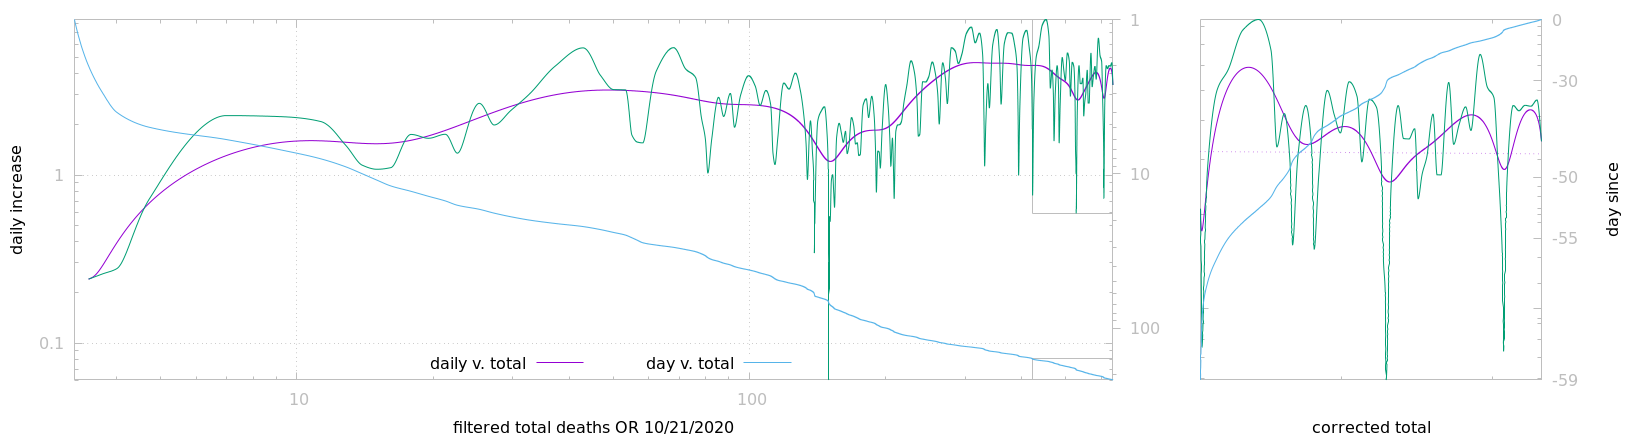 daily increase
1
0.1
10
100
daily v. total
day v. total
filtered total deaths OR 10/21/2020
1
10
100
0
-30
-50
-55
-59
day since
corrected total